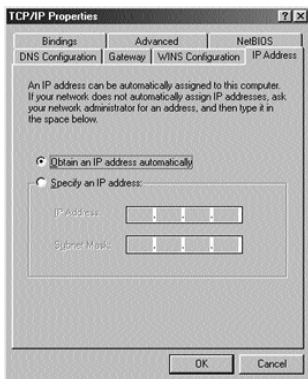 TCP/IP Properties
Bindings Advanced NetBIOS
DNS Configuration Gateway WINS Configuration IP Address
An IP address can be automatically assigned to this computer.
If your network does not automatically assign IP addresses, ask
your network administrator for an address, and then type it in
the space below.
Obtain an IP address automatically
Specify an IP address:
IP Address:
Subnet Mask:
OK Cancel